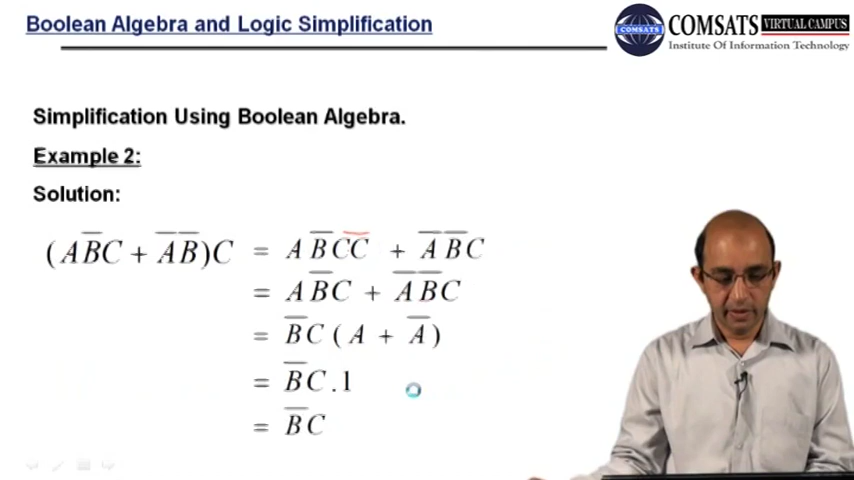 Boolean Algebra and Logic Simplification
COMSATS
COMSATS VIRTUAL CAMPUS
Institute Of Information Technology
Simplification Using Boolean Algebra.
Example 2:
Solution:
(AB̅C + A̅B̅)C = AB̅CC + A̅B̅C
= AB̅C + A̅B̅C
= B̅C(A + A̅)
= B̅C.1
= B̅C